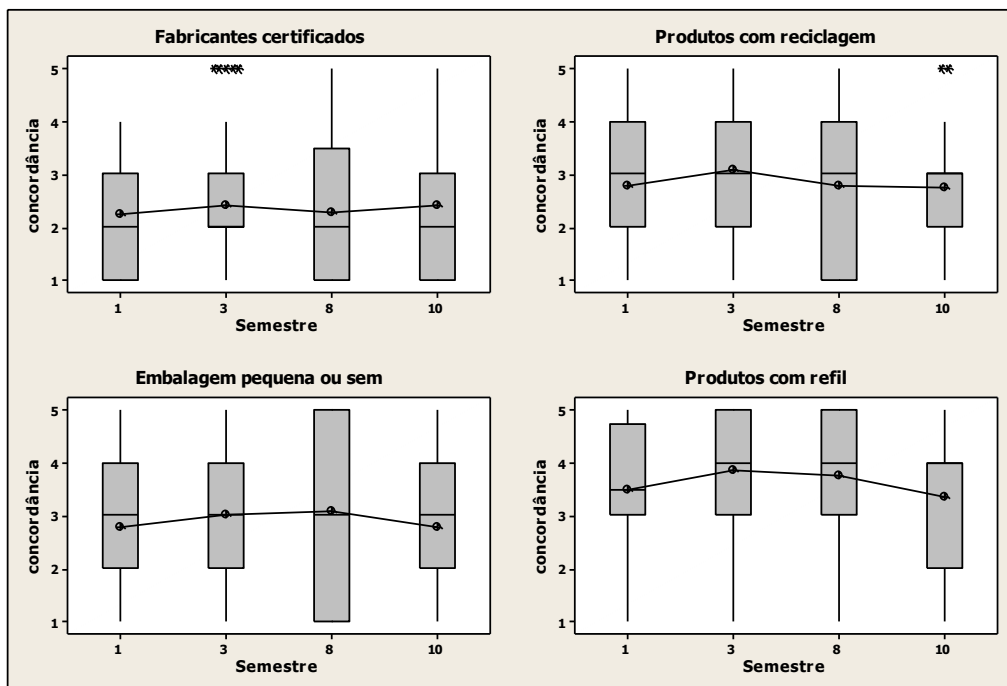 Fabricantes certificados
5
4
3
2
1
concordância
1 3 8 10
Semestre
Produtos com reciclagem
5
4
3
2
1
concordância
1 3 8 10
Semestre
Embalagem pequena ou sem
5
4
3
2
1
concordância
1 3 8 10
Semestre
Produtos com refil
5
4
3
2
1
concordância
1 3 8 10
Semestre